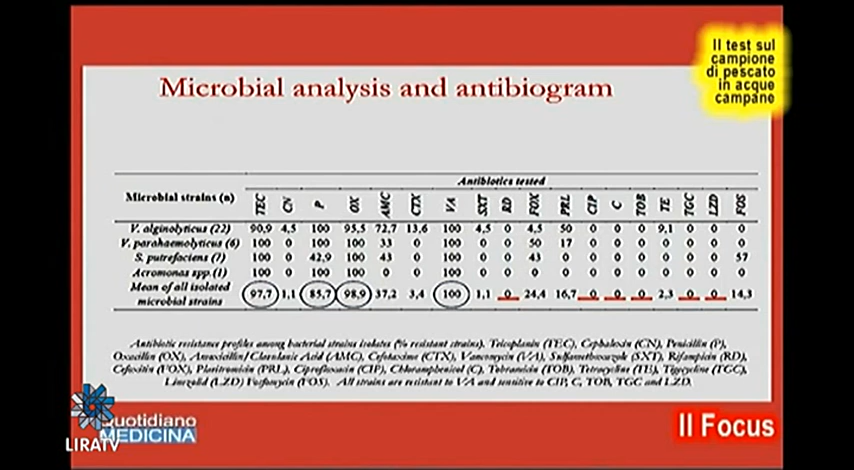 Il test sul
campione
di pescato
in acque
campane
Microbial analysis and antibiogram
Antibiotics tested
Microbial strains (n) TEC CN P OX AMC CTX VA SXT RD FOX PRL CIP C TOB TE TGC LZD FOS
V. alginolyticus (22) 90,9 4,5 100 95,5 72,7 13,6 100 4,5 0 4,5 50 0 0 0 9,1 0 0 0
V. parahaemolyticus (6) 100 0 100 100 33 0 100 0 0 50 17 0 0 0 0 0 0 0
S. putrefaciens (7) 100 0 42,9 100 43 0 100 0 0 43 0 0 0 0 0 0 0 57
Aeromonas spp. (1) 100 0 100 100 0 0 100 0 0 0 0 0 0 0 0 0 0 0
Mean of all isolated
microbial strains 97,7 1,1 85,7 98,9 37,2 3,4 100 1,1 0 24,4 16,7 0 0 0 2,3 0 0 14,3
Antibiotic resistance profiles among bacterial strains isolates (% resistant strains). Teicoplanin (TEC), Cephalexin (CN), Penicillin (P),
Oxacillin (OX), Amoxicillin/Clavulanic Acid (AMC), Cefotaxime (CTX), Vancomycin (VA), Sulfamethoxazole (SXT), Rifampicin (RD),
Cefoxitin (FOX), (PRL), Ciprofloxacin (CIP), Chloramphenicol (C), Tobramicin (TOB), Tetracycline (TE), Tigecycline (TGC),
Linezolid (LZD) Fosfomycin (FOS). All strains are resistant to VA and sensitive to CIP, C, TOB, TGC and LZD.
Quotidiano
MEDICINA
LIRATV
Il Focus